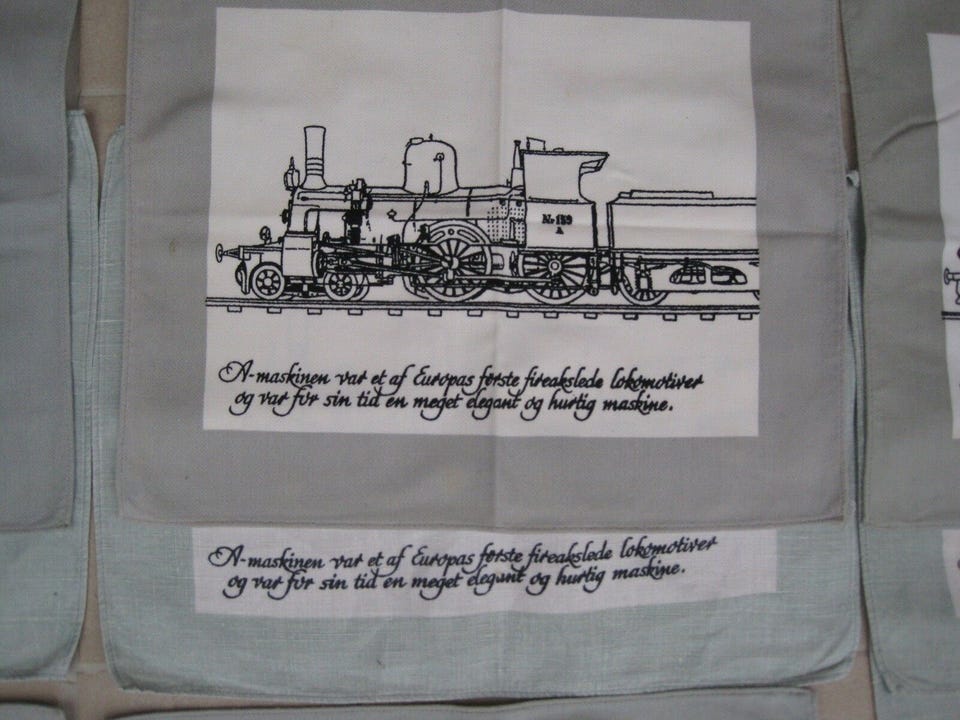 No 159
A
A-maskinen var et af Europas første fireakslede lokomotiver
og var for sin tid en meget elegant og hurtig maskine.
A-maskinen var et af Europas første fireakslede lokomotiver
og var for sin tid en meget elegant og hurtig maskine.